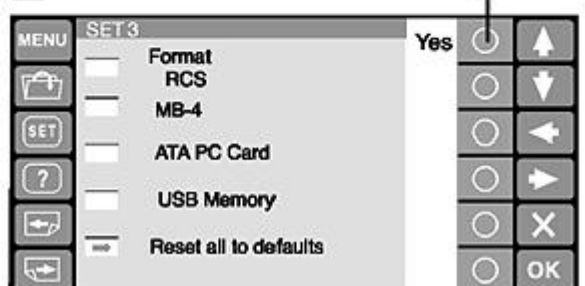 MENU
SET 3
Yes
Format
RCS
MB-4
SET
ATA PC Card
?
USB Memory
Reset all to defaults
OK